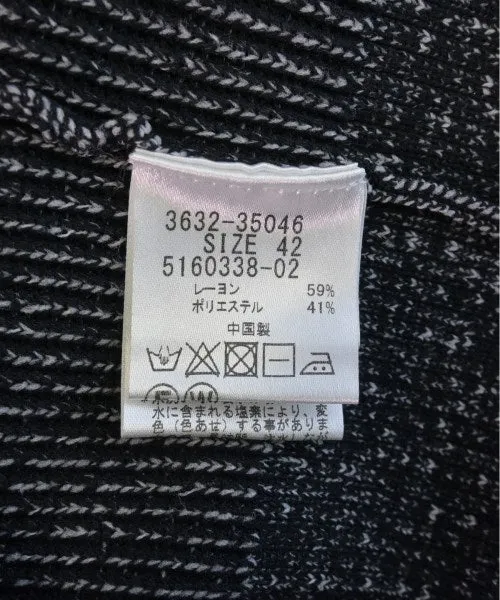 3632-35046
SIZE 42
5160338-02
レーヨン 59%
ポリエステル 41%
中国製
水に含まれる塩素により、変
色(色あせ)する事がありま